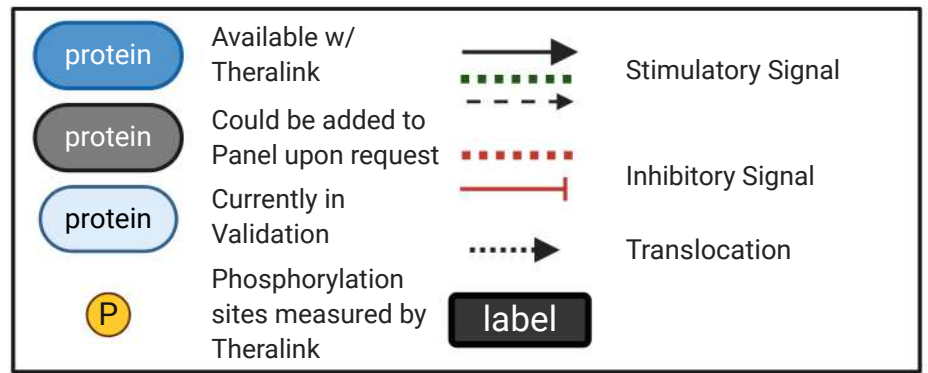 protein
Available w/
Theralink
protein
Could be added to
Panel upon request
protein
Currently in
Validation
P
Phosphorylation
sites measured by
Theralink
Stimulatory Signal
Inhibitory Signal
Translocation
label